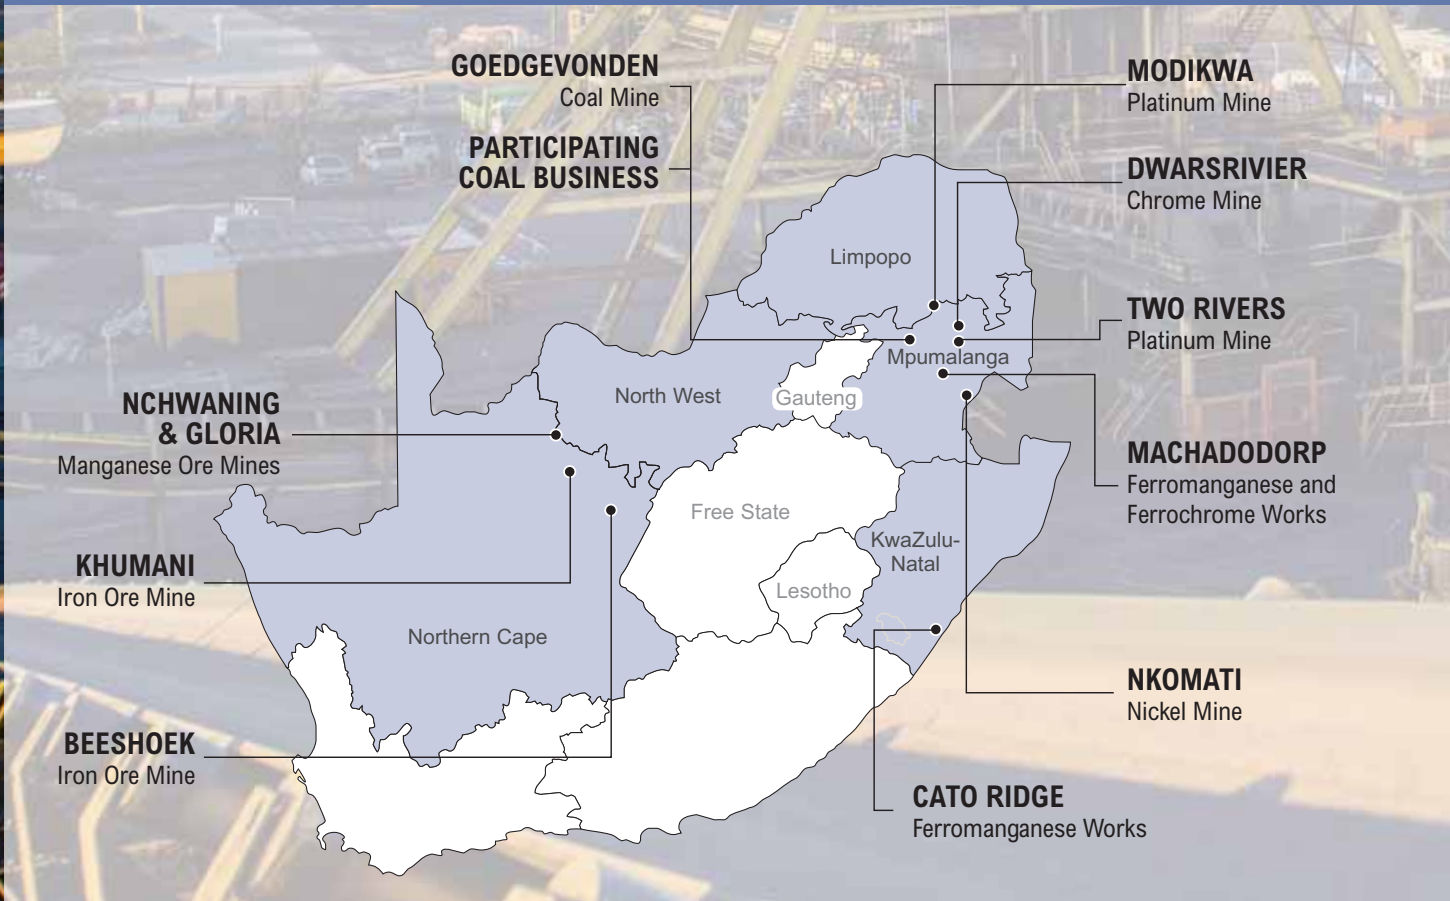 GOEDGEVONDEN
Coal Mine
PARTICIPATING
COAL BUSINESS
MODIKWA
Platinum Mine
DWARSRIVIER
Chrome Mine
Limpopo
TWO RIVERS
Platinum Mine
Mpumalanga
North West
Gauteng
NCHWANING
& GLORIA
Manganese Ore Mines
MACHADODORP
Ferromanganese and
Ferrochrome Works
Free State
KwaZulu-
Natal
Lesotho
KHUMANI
Iron Ore Mine
Northern Cape
NKOMATI
Nickel Mine
BEESHOEK
Iron Ore Mine
CATO RIDGE
Ferromanganese Works